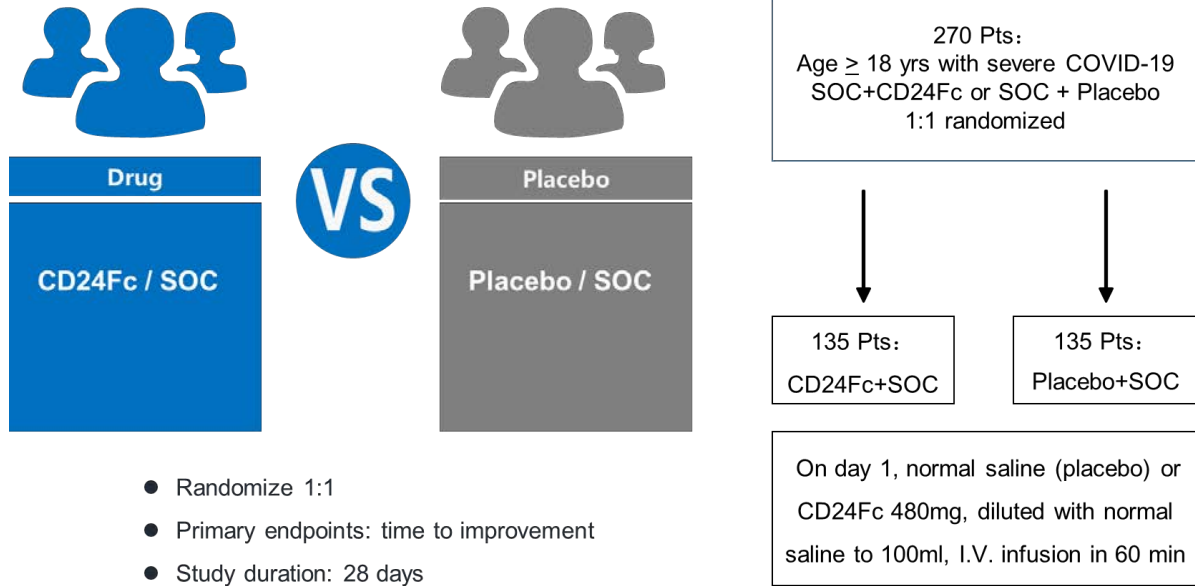 Drug
VS
Placebo
CD24Fc / SOC
Placebo / SOC
● Randomize 1:1
● Primary endpoints: time to improvement
● Study duration: 28 days
270 Pts：
Age ≥ 18 yrs with severe COVID-19
SOC+CD24Fc or SOC + Placebo
1:1 randomized
135 Pts：
CD24Fc+SOC
135 Pts：
Placebo+SOC
On day 1, normal saline (placebo) or
CD24Fc 480mg, diluted with normal
saline to 100ml, I.V. infusion in 60 min